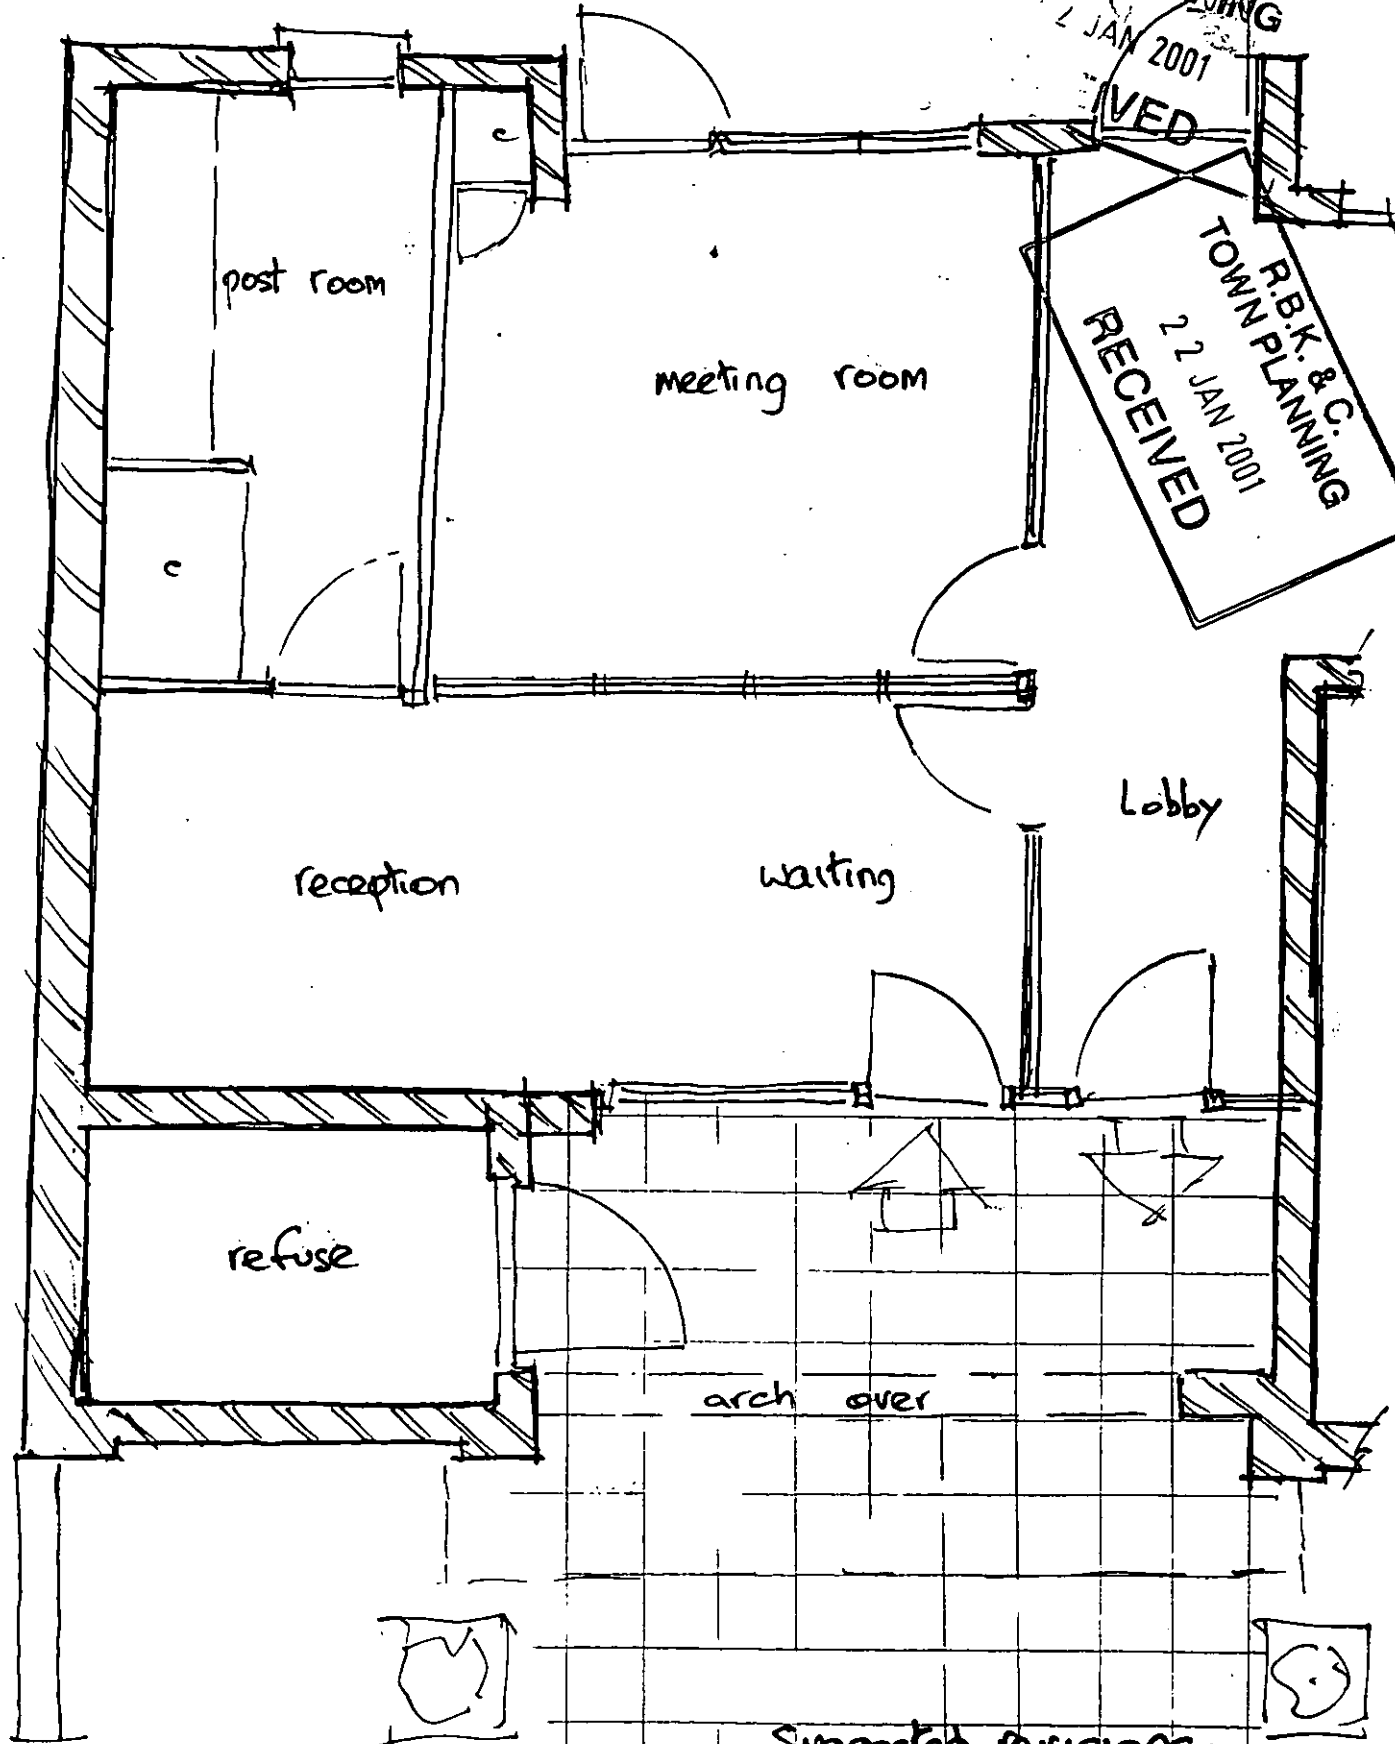 2 JAN 2001
VED
c
post room
meeting room
R.B.K. & C.
TOWN PLANNING
22 JAN 2001
RECEIVED
c
Lobby
reception
waiting
refuse
arch over